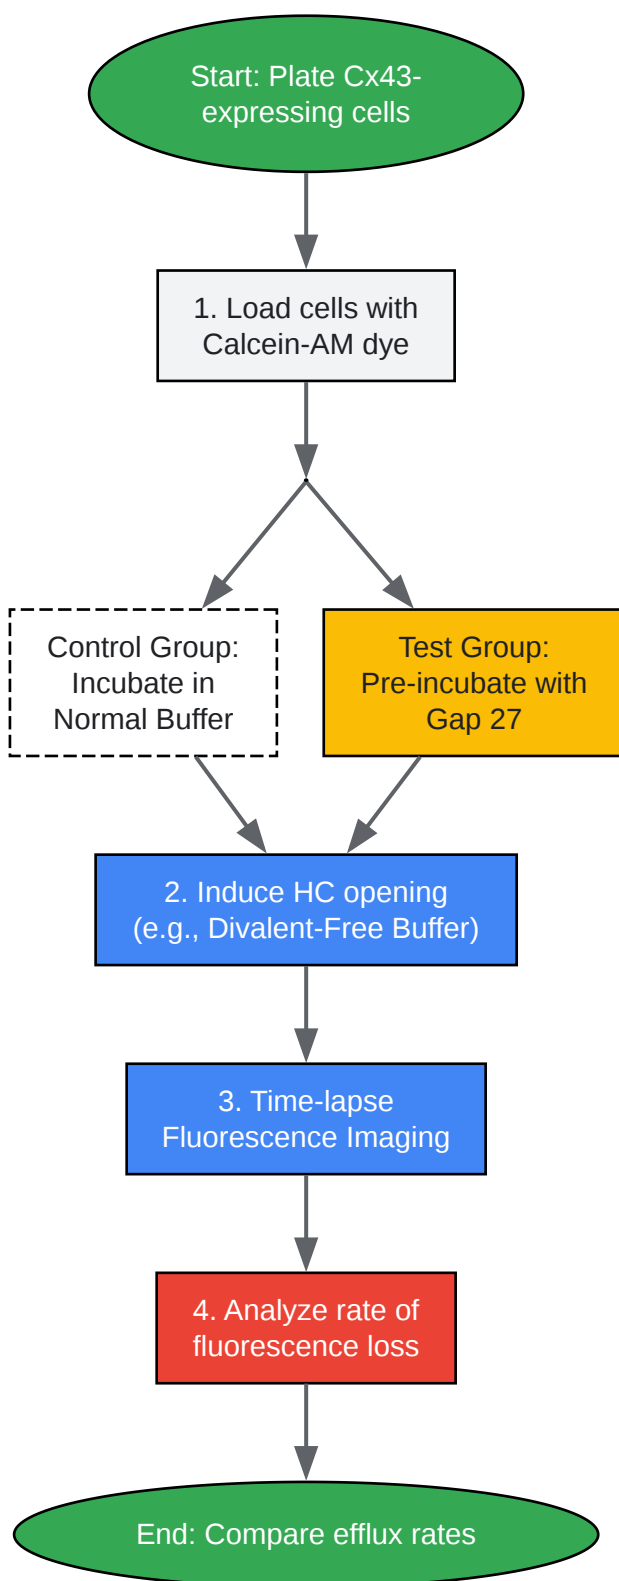 Start: Plate Cx43-
expressing cells
1. Load cells with
Calcein-AM dye
Control Group:
Incubate in
Normal Buffer
Test Group:
Pre-incubate with
Gap 27
2. Induce HC opening
(e.g., Divalent-Free Buffer)
3. Time-lapse
Fluorescence Imaging
4. Analyze rate of
fluorescence loss
End: Compare efflux rates